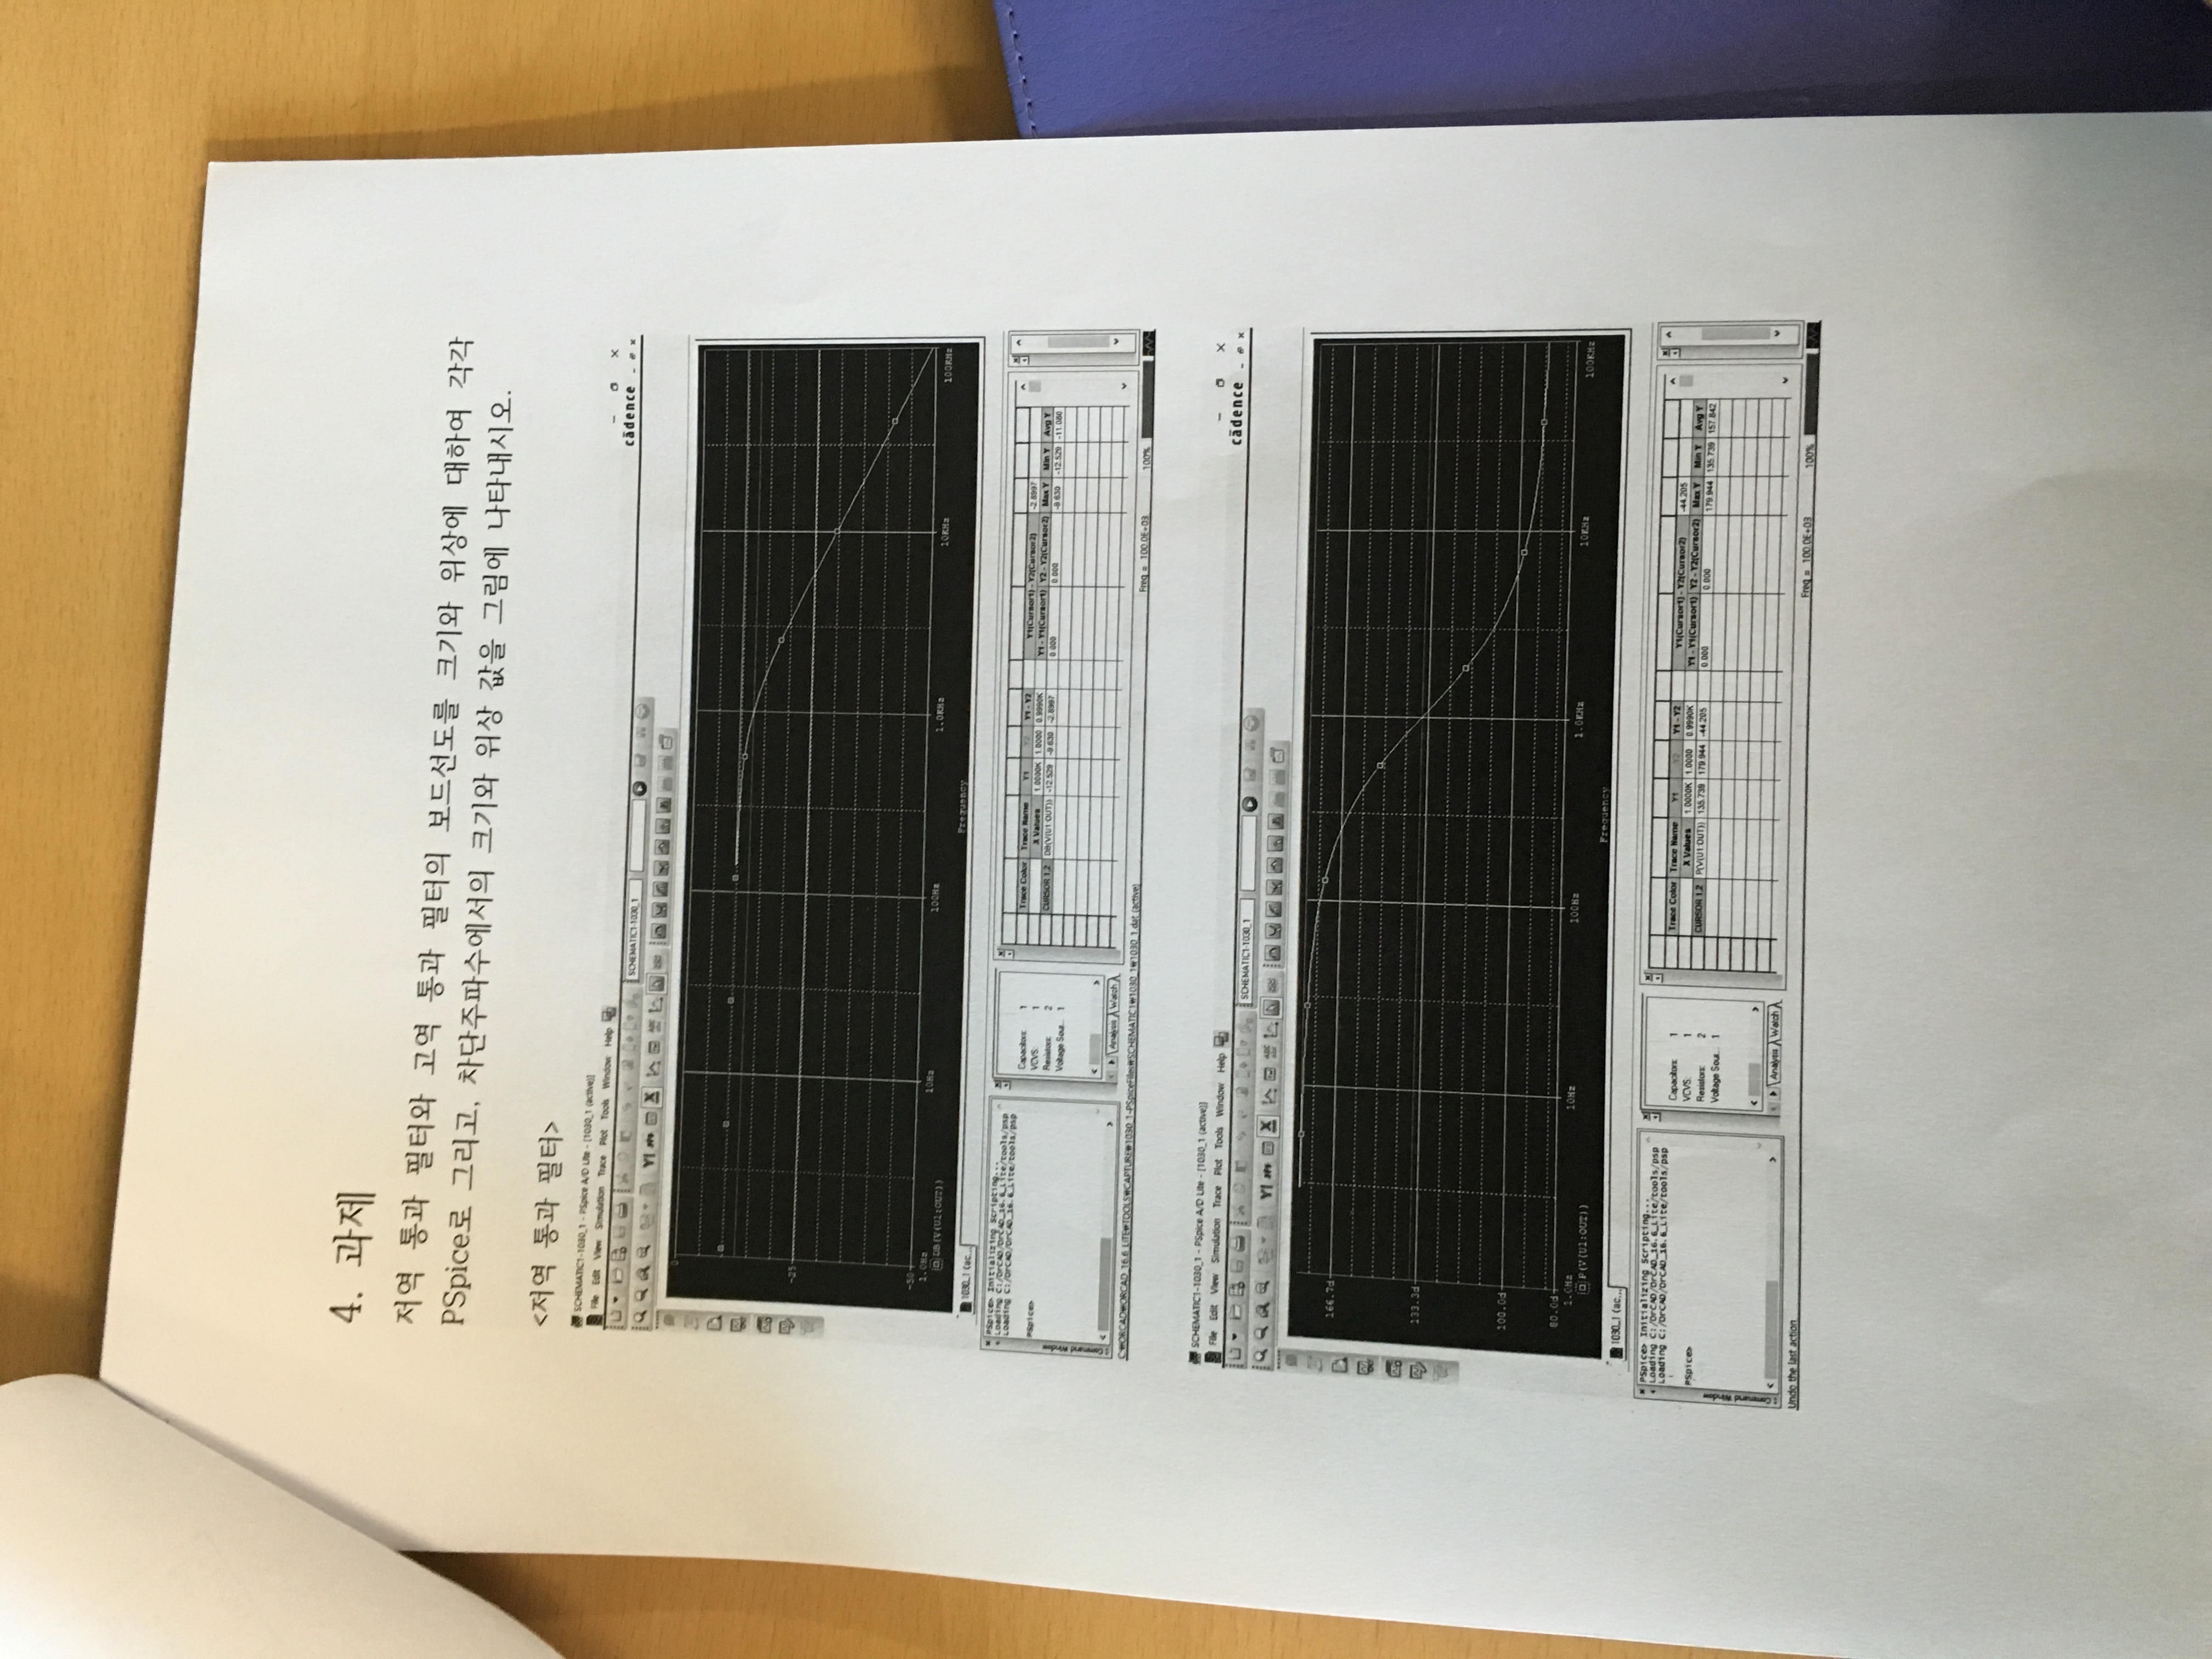 4. 과제
저역 통과 필터와 고역 통과 필터의 보드선도를 크기와 위상에 대하여 각각
PSpice로 그리고, 차단주파수에서의 크기와 위상 값을 그림에 나타내시오.
<저역 통과 필터>
SCHEMATIC1-1030_1 - PSpice A/D Lite - [1030_1 (active)]
File Edit View Simulation Trace Plot Tools Window Help
cādence
SCHEMATIC1-1030_1
0
-25
-50
1.0Hz 10Hz 100Hz 1.0KHz 10KHz 100KHz
DB(V(U1:OUT))
Frequency
1030_1 (ac...
PSpice> Initializing Scripting...
Loading C:/OrCAD/OrCAD_16.6_Lite/tools/psp
Loading C:/OrCAD/OrCAD_16.6_Lite/tools/psp
PSpice>
Command Window
Capacitors: 1
VCVS: 1
Resistors: 2
Voltage Sour... 1
Analysis Watch
Trace Color Trace Name Y1 Y2 Y1 - Y2 Y1(Cursor1) - Y2(Cursor2) -2.8997
X Values 1.0000K 1.0000 0.9990K Y1 - Y1(Cursor1) Y2 - Y2(Cursor2) Max Y Min Y Avg Y
CURSOR 1,2 DB(V(U1:OUT)) -12.529 -9.630 -2.8997 0.000 0.000 -9.630 -12.529 -11.080
C:₩ORCAD₩ORCAD_16.6_LITE₩TOOLS₩CAPTURE₩1030_1-PSpiceFiles₩SCHEMATIC1₩1030_1₩1030_1.dat (active)
Freq = 100.0E+03 100%
SCHEMATIC1-1030_1 - PSpice A/D Lite - [1030_1 (active)]
File Edit View Simulation Trace Plot Tools Window Help
cādence
SCHEMATIC1-1030_1
166.7d
133.3d
100.0d
80.0d
1.0Hz 10Hz 100Hz 1.0KHz 10KHz 100KHz
P(V(U1:OUT))
Frequency
1030_1 (ac...
PSpice> Initializing Scripting...
Loading C:/OrCAD/OrCAD_16.6_Lite/tools/psp
Loading C:/OrCAD/OrCAD_16.6_Lite/tools/psp
PSpice>
Command Window
Capacitors: 1
VCVS: 1
Resistors: 2
Voltage Sour... 1
Analysis Watch
Trace Color Trace Name Y1 Y2 Y1 - Y2 Y1(Cursor1) - Y2(Cursor2) -44.205
X Values 1.0000K 1.0000 0.9990K Y1 - Y1(Cursor1) Y2 - Y2(Cursor2) Max Y Min Y Avg Y
CURSOR 1,2 P(V(U1:OUT)) 135.739 179.944 -44.205 0.000 0.000 179.944 135.739 157.842
Undo the last action
Freq = 100.0E+03 100%